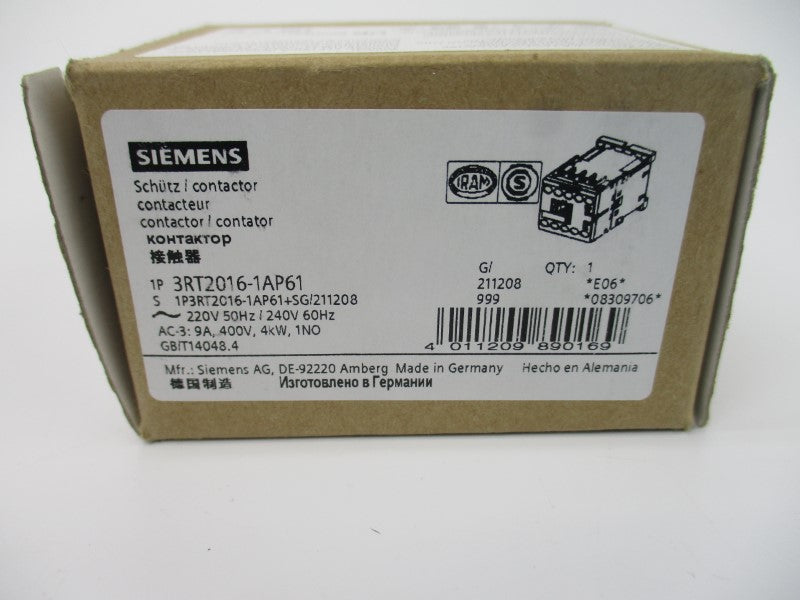 SIEMENS
Schütz / contactor
contacteur
contactor / contator
контактор
接触器
IRAM S
1P 3RT2016-1AP61
S 1P3RT2016-1AP61+SG/211208
~ 220V 50Hz / 240V 60Hz
AC-3: 9A, 400V, 4kW, 1NO
GB/T14048.4
G/ QTY: 1
211208 *E06*
999 *08309706*
4 011209 890169
Mfr.: Siemens AG, DE-92220 Amberg Made in Germany Hecho en Alemania
德国制造 Изготовлено в Германии